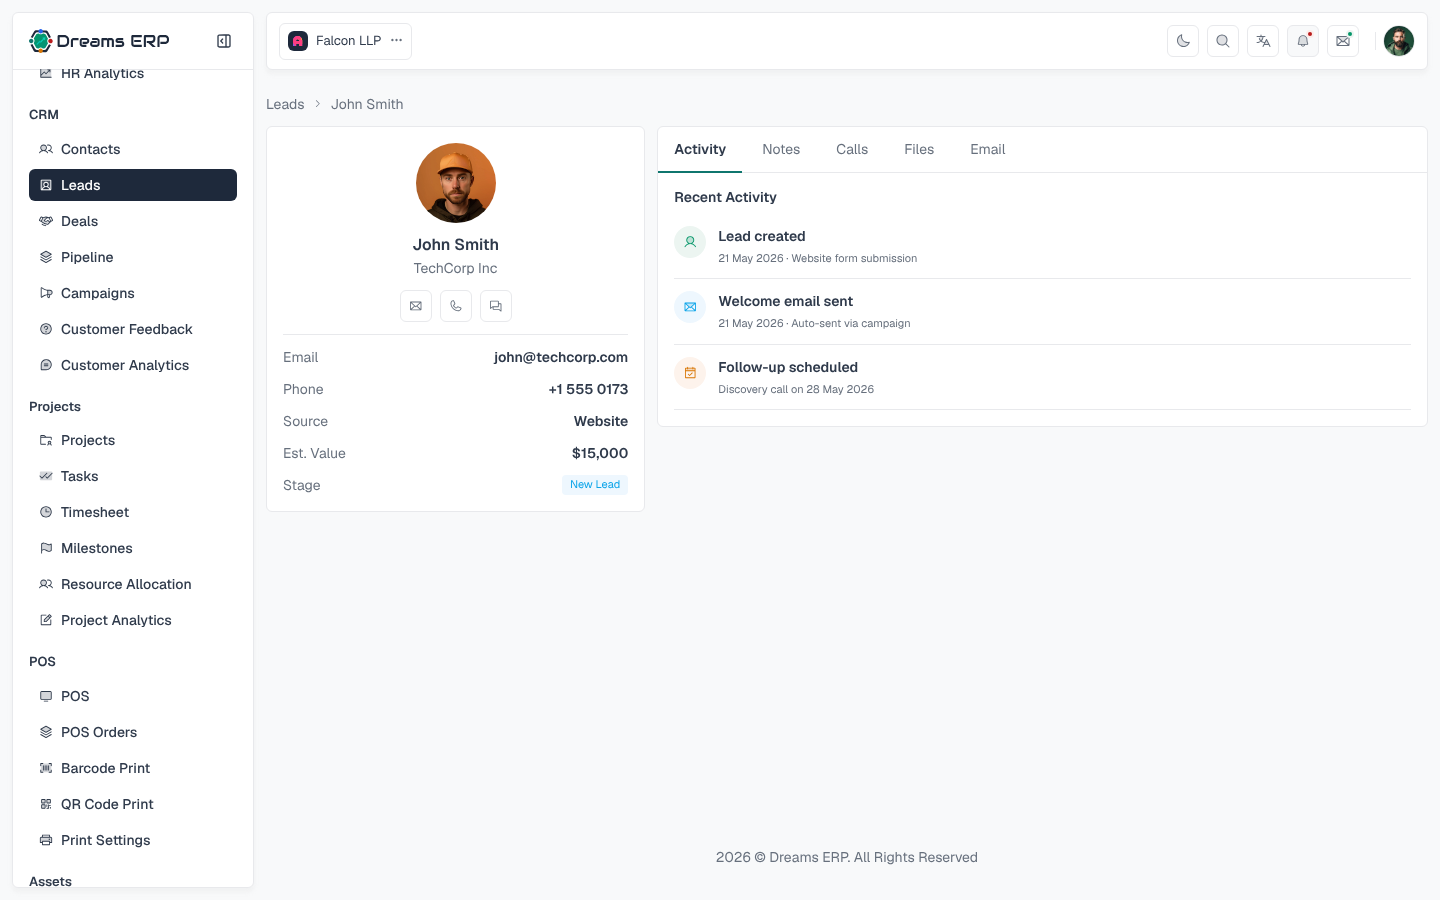 Dreams ERP
HR Analytics
CRM
Contacts
Leads
Deals
Pipeline
Campaigns
Customer Feedback
Customer Analytics
Projects
Projects
Tasks
Timesheet
Milestones
Resource Allocation
Project Analytics
POS
POS
POS Orders
Barcode Print
QR Code Print
Print Settings
Assets
Falcon LLP
Leads
John Smith
John Smith
TechCorp Inc
Email john@techcorp.com
Phone +1 555 0173
Source Website
Est. Value $15,000
Stage New Lead
Activity Notes Calls Files Email
Recent Activity
Lead created
21 May 2026 · Website form submission
Welcome email sent
21 May 2026 · Auto-sent via campaign
Follow-up scheduled
Discovery call on 28 May 2026
2026 © Dreams ERP. All Rights Reserved